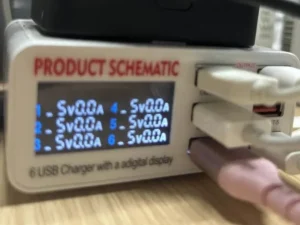 PRODUCT SCHEMATIC
1 - 5V0.0A 4 - 5V0.0A
2 - 5V0.0A 5 - 5V0.0A
3 - 5V0.0A 6 - 5V0.0A
6 USB Charger with a adigital display